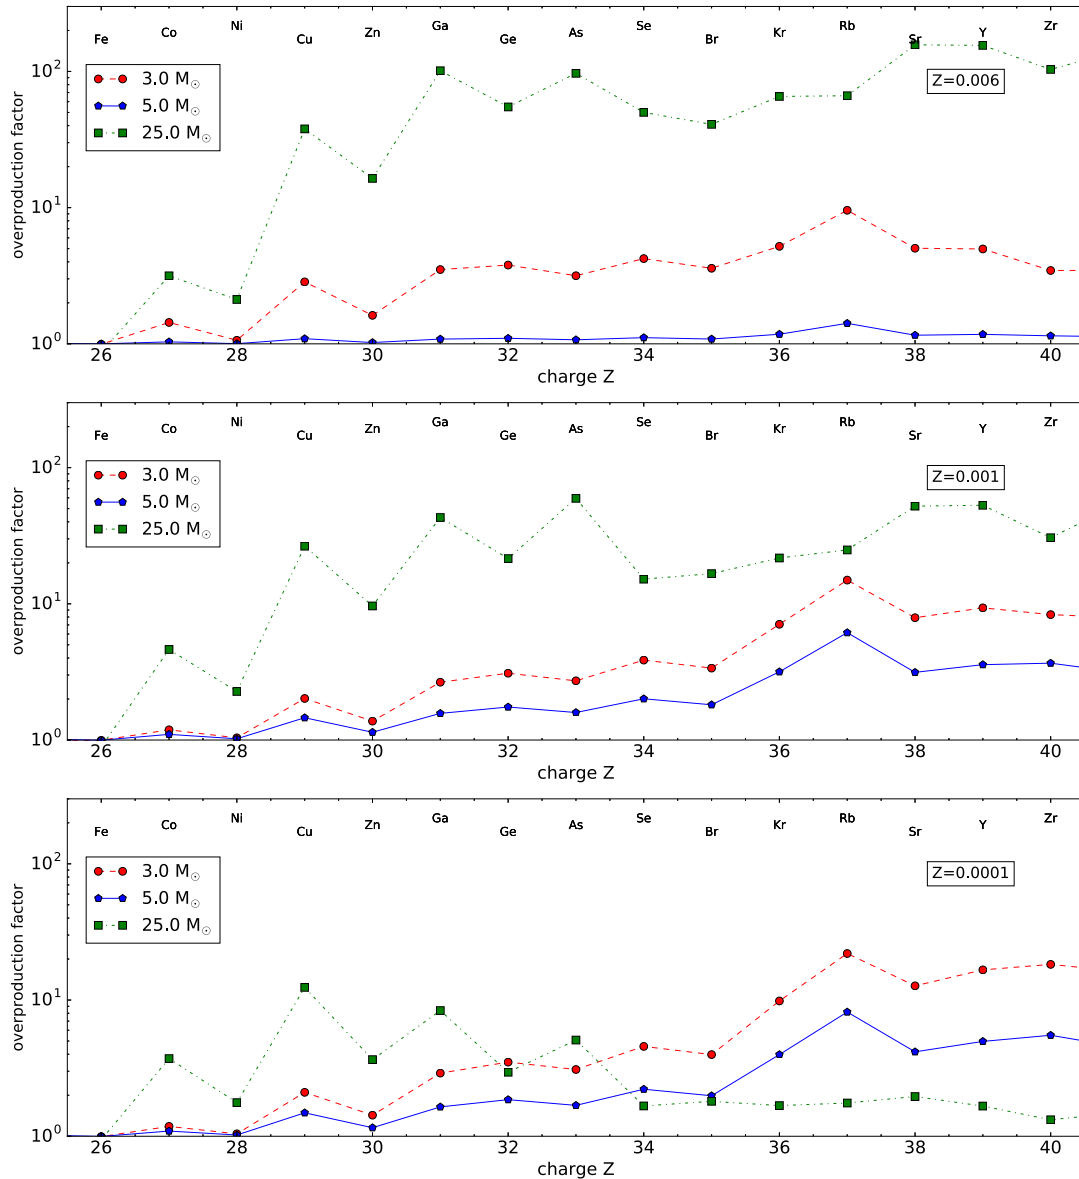 Fe Co Ni Cu Zn Ga Ge As Se Br Kr Rb Sr Y Zr
10²
10¹
10⁰
overproduction factor
3.0 M☉
5.0 M☉
25.0 M☉
Z=0.006
26 28 30 32 34 36 38 40
charge Z
Fe Co Ni Cu Zn Ga Ge As Se Br Kr Rb Sr Y Zr
10²
10¹
10⁰
overproduction factor
3.0 M☉
5.0 M☉
25.0 M☉
Z=0.001
26 28 30 32 34 36 38 40
charge Z
Fe Co Ni Cu Zn Ga Ge As Se Br Kr Rb Sr Y Zr
10²
10¹
10⁰
overproduction factor
3.0 M☉
5.0 M☉
25.0 M☉
Z=0.0001
26 28 30 32 34 36 38 40
charge Z